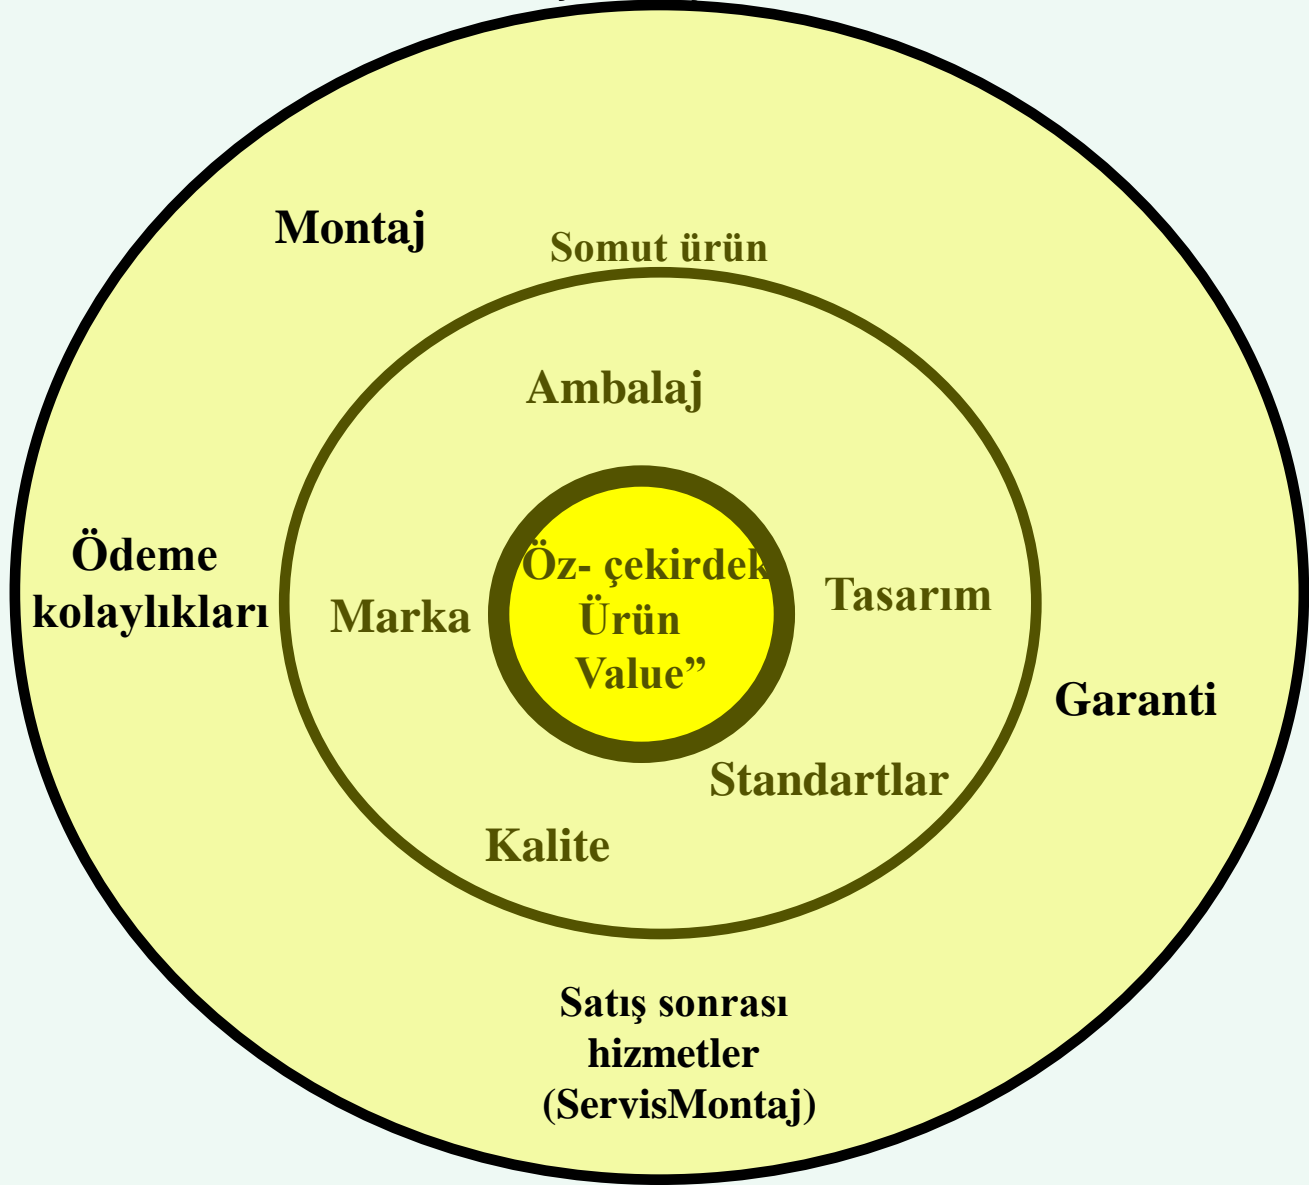 Montaj
Somut ürün
Ambalaj
Ödeme
kolaylıkları
Marka
Öz- çekirdek
Ürün
Value”
Tasarım
Garanti
Standartlar
Kalite
Satış sonrası
hizmetler
(ServisMontaj)